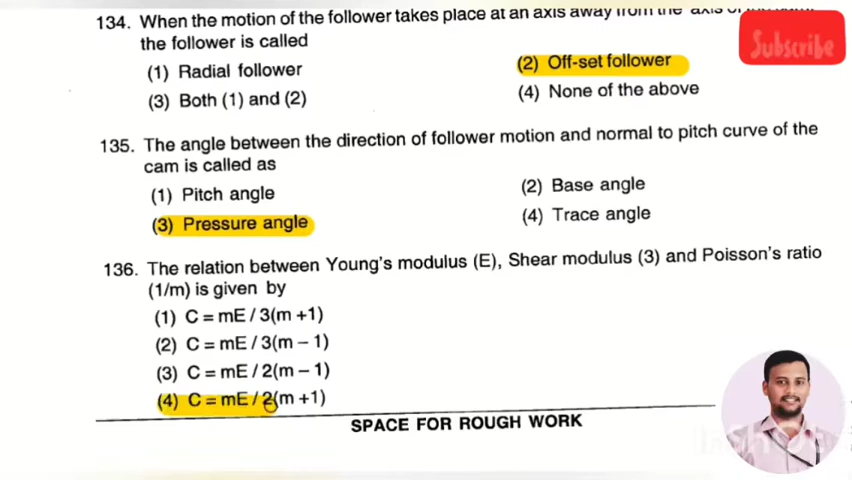 134. When the motion of the follower takes place at an axis away from the axis of the
Subscribe
the follower is called
(1) Radial follower
(2) Off-set follower
(3) Both (1) and (2)
(4) None of the above
135. The angle between the direction of follower motion and normal to pitch curve of the
cam is called as
(1) Pitch angle
(2) Base angle
(3) Pressure angle
(4) Trace angle
136. The relation between Young's modulus (E), Shear modulus (3) and Poisson's ratio
(1/m) is given by
(1) C = mE / 3(m +1)
(2) C = mE / 3(m − 1)
(3) C = mE / 2(m − 1)
(4) C = mE / 2(m +1)
SPACE FOR ROUGH WORK